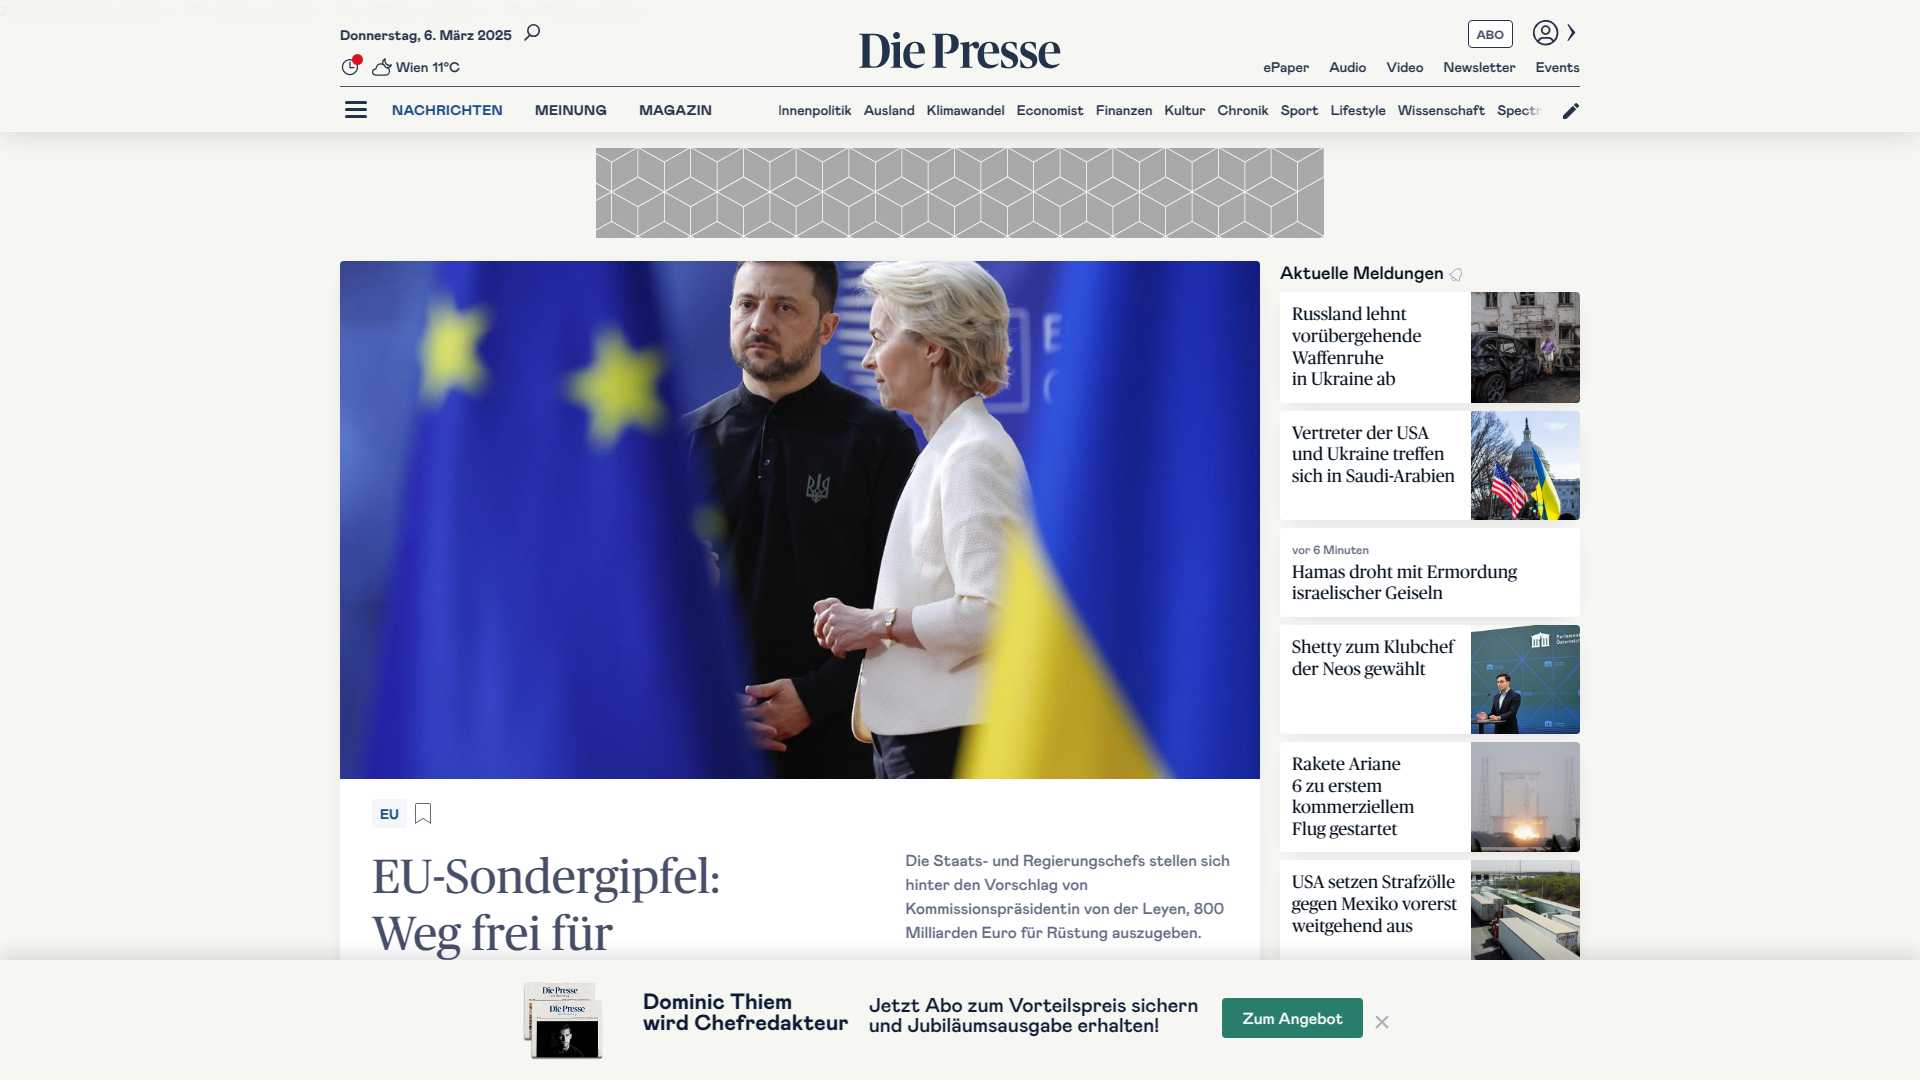 Donnerstag, 6. März 2025
Wien 11°C
Die Presse
ABO
ePaper Audio Video Newsletter Events
NACHRICHTEN MEINUNG MAGAZIN
Innenpolitik Ausland Klimawandel Economist Finanzen Kultur Chronik Sport Lifestyle Wissenschaft Spectr
Aktuelle Meldungen
Russland lehnt
vorübergehende
Waffenruhe
in Ukraine ab
Vertreter der USA
und Ukraine treffen
sich in Saudi-Arabien
vor 6 Minuten
Hamas droht mit Ermordung
israelischer Geiseln
Shetty zum Klubchef
der Neos gewählt
Rakete Ariane
6 zu erstem
kommerziellem
Flug gestartet
USA setzen Strafzölle
gegen Mexiko vorerst
weitgehend aus
EU
EU-Sondergipfel:
Weg frei für
Die Staats- und Regierungschefs stellen sich
hinter den Vorschlag von
Kommissionspräsidentin von der Leyen, 800
Milliarden Euro für Rüstung auszugeben.
Die Presse
Die Presse
Dominic Thiem
wird Chefredakteur
Jetzt Abo zum Vorteilspreis sichern
und Jubiläumsausgabe erhalten!
Zum Angebot